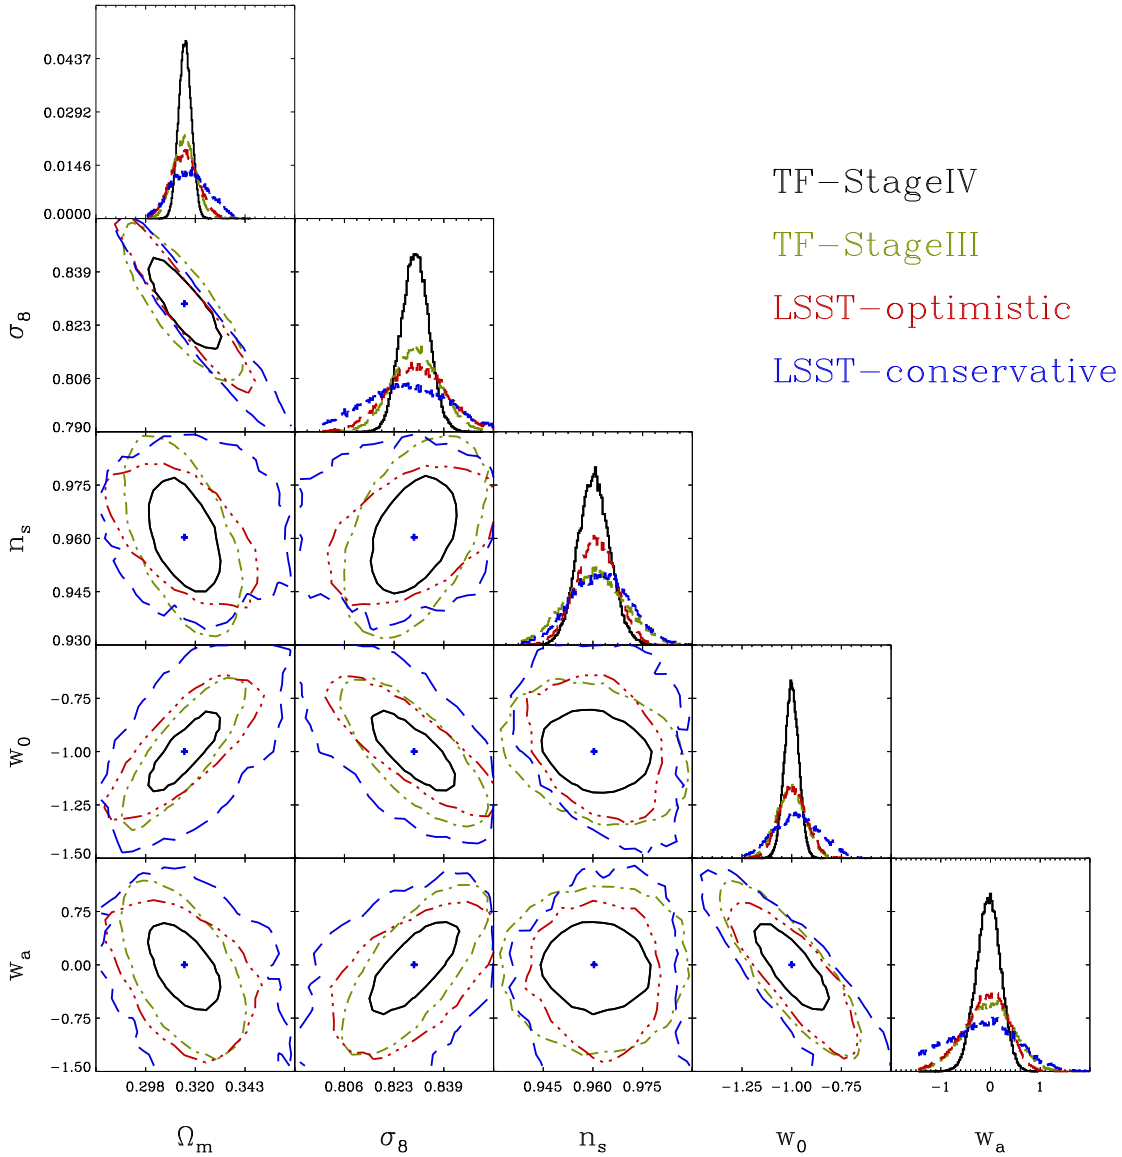 0.0437
0.0292
0.0146
0.0000
TF−StageIV
TF−StageIII
LSST−optimistic
LSST−conservative
σ8
0.839
0.823
0.806
0.790
ns
0.975
0.960
0.945
0.930
w0
−0.75
−1.00
−1.25
−1.50
wa
0.75
0.00
−0.75
−1.50
0.298 0.320 0.343 0.806 0.823 0.839 0.945 0.960 0.975 −1.25 −1.00 −0.75 −1 0 1
Ωm σ8 ns w0 wa